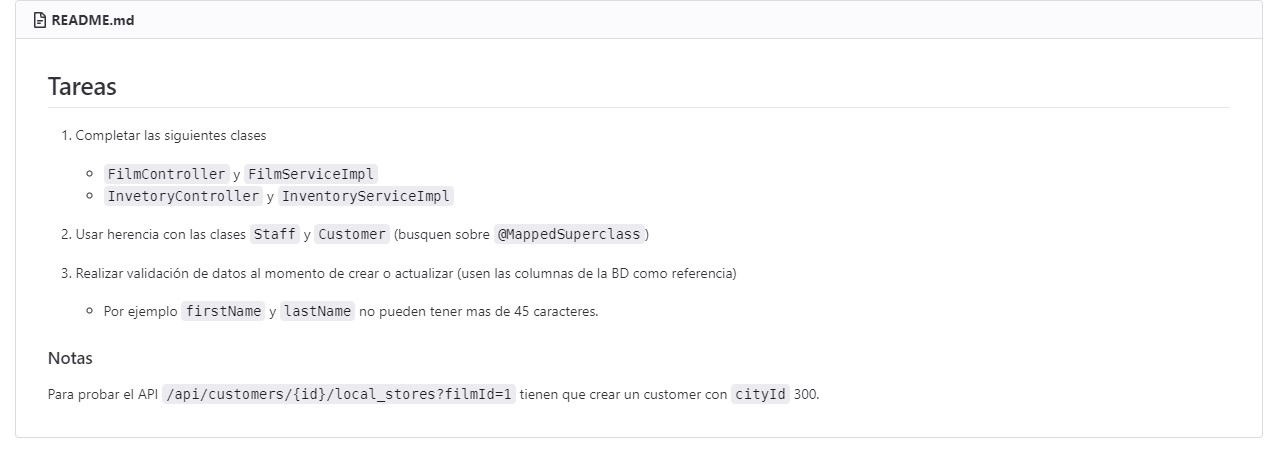 README.md
Tareas
1. Completar las siguientes clases
FilmController y FilmServiceImpl
InvetoryController y InventoryServiceImpl
2. Usar herencia con las clases Staff y Customer (busquen sobre @MappedSuperclass)
3. Realizar validación de datos al momento de crear o actualizar (usen las columnas de la BD como referencia)
Por ejemplo firstName y lastName no pueden tener mas de 45 caracteres.
Notas
Para probar el API /api/customers/{id}/local_stores?filmId=1 tienen que crear un customer con cityId 300.